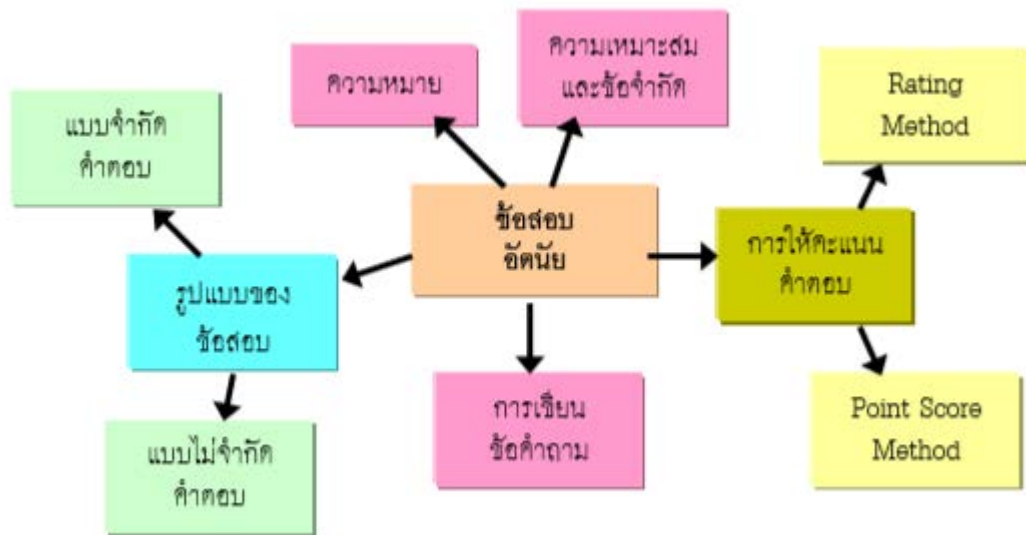 ความหมาย
ความเหมาะสม
และข้อจำกัด
Rating
Method
แบบจำกัด
คำตอบ
ข้อสอบ
อัตนัย
การให้คะแนน
คำตอบ
รูปแบบของ
ข้อสอบ
การเขียน
ข้อคำถาม
Point Score
Method
แบบไม่จำกัด
คำตอบ